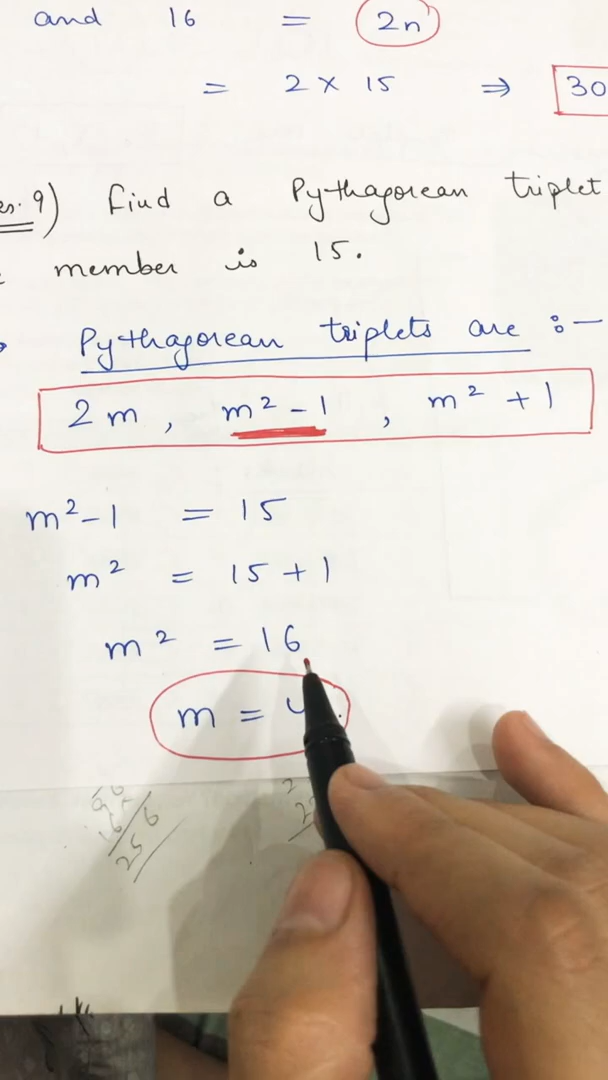 and 16 = 2n
= 2 × 15 ⇒ 30
9) Find a Pythagorean triplet
member is 15.
Pythagorean triplets are :-
2m, m² - 1, m² + 1
m² - 1 = 15
m² = 15 + 1
m² = 16
m =
256